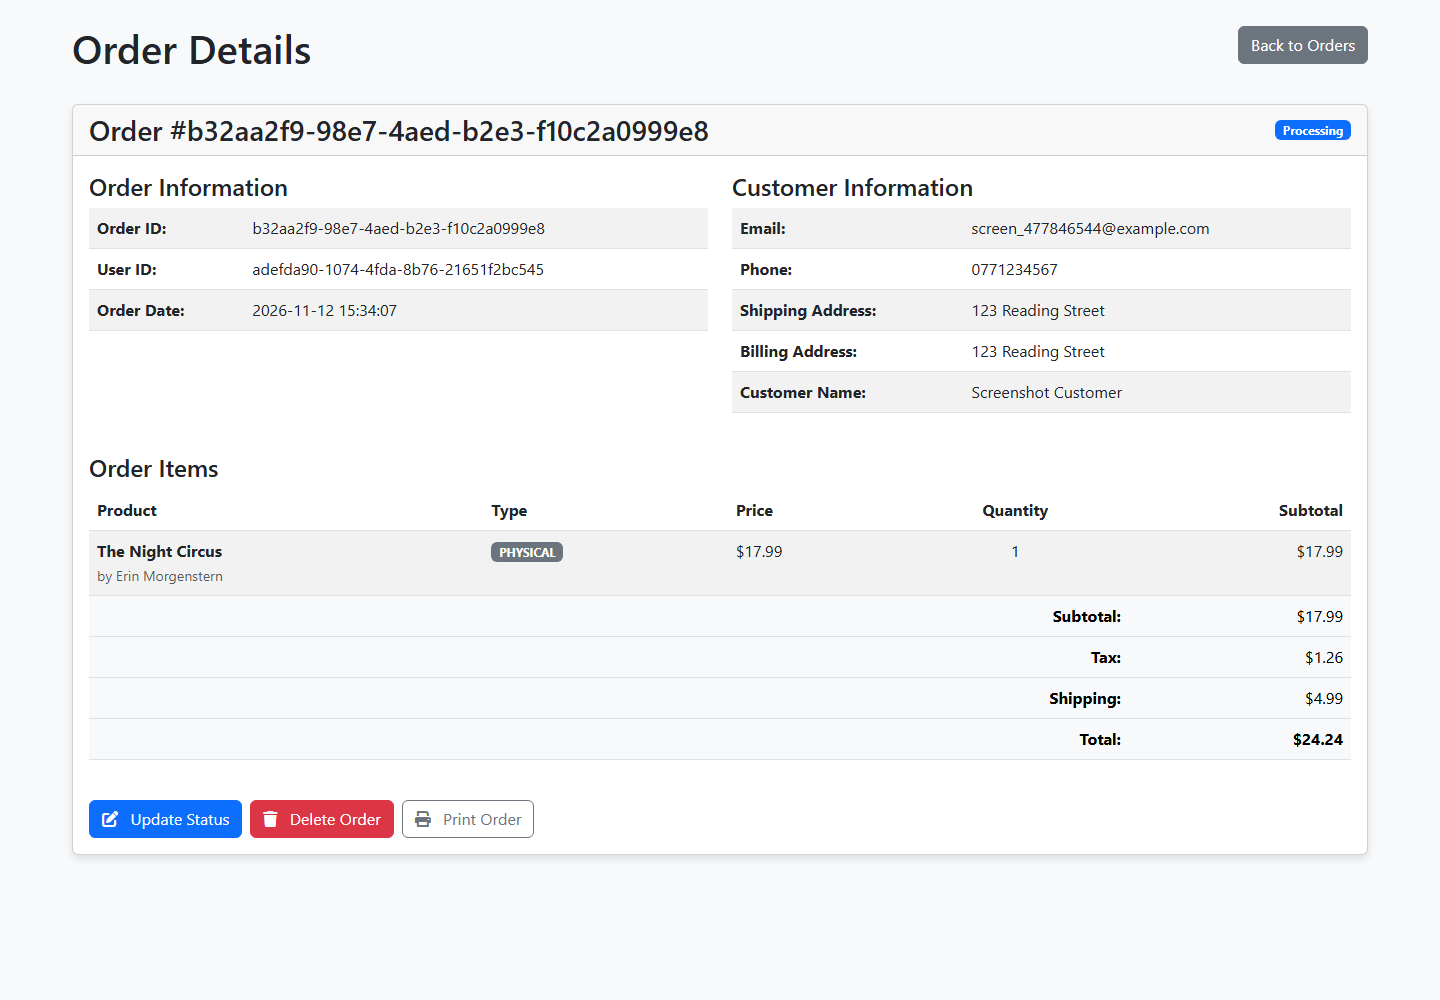 Order Details
Back to Orders
Order #b32aa2f9-98e7-4aed-b2e3-f10c2a0999e8
Processing
Order Information
Order ID: b32aa2f9-98e7-4aed-b2e3-f10c2a0999e8
User ID: adefda90-1074-4fda-8b76-21651f2bc545
Order Date: 2026-11-12 15:34:07
Customer Information
Email: screen_477846544@example.com
Phone: 0771234567
Shipping Address: 123 Reading Street
Billing Address: 123 Reading Street
Customer Name: Screenshot Customer
Order Items
Product Type Price Quantity Subtotal
The Night Circus PHYSICAL $17.99 1 $17.99
by Erin Morgenstern
Subtotal: $17.99
Tax: $1.26
Shipping: $4.99
Total: $24.24
Update Status Delete Order Print Order